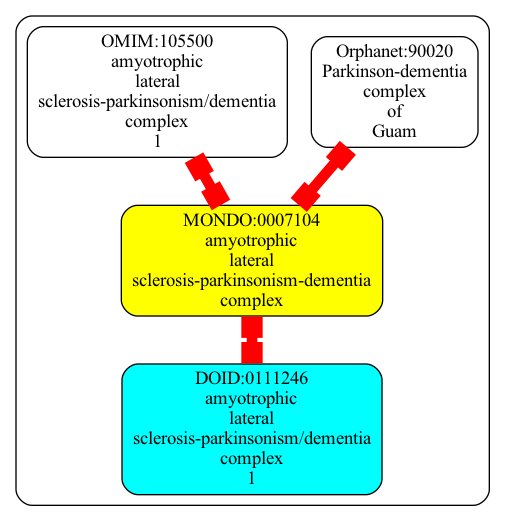 OMIM:105500
amyotrophic
lateral
sclerosis-parkinsonism/dementia
complex
1
Orphanet:90020
Parkinson-dementia
complex
of
Guam
MONDO:0007104
amyotrophic
lateral
sclerosis-parkinsonism-dementia
complex
DOID:0111246
amyotrophic
lateral
sclerosis-parkinsonism/dementia
complex
1